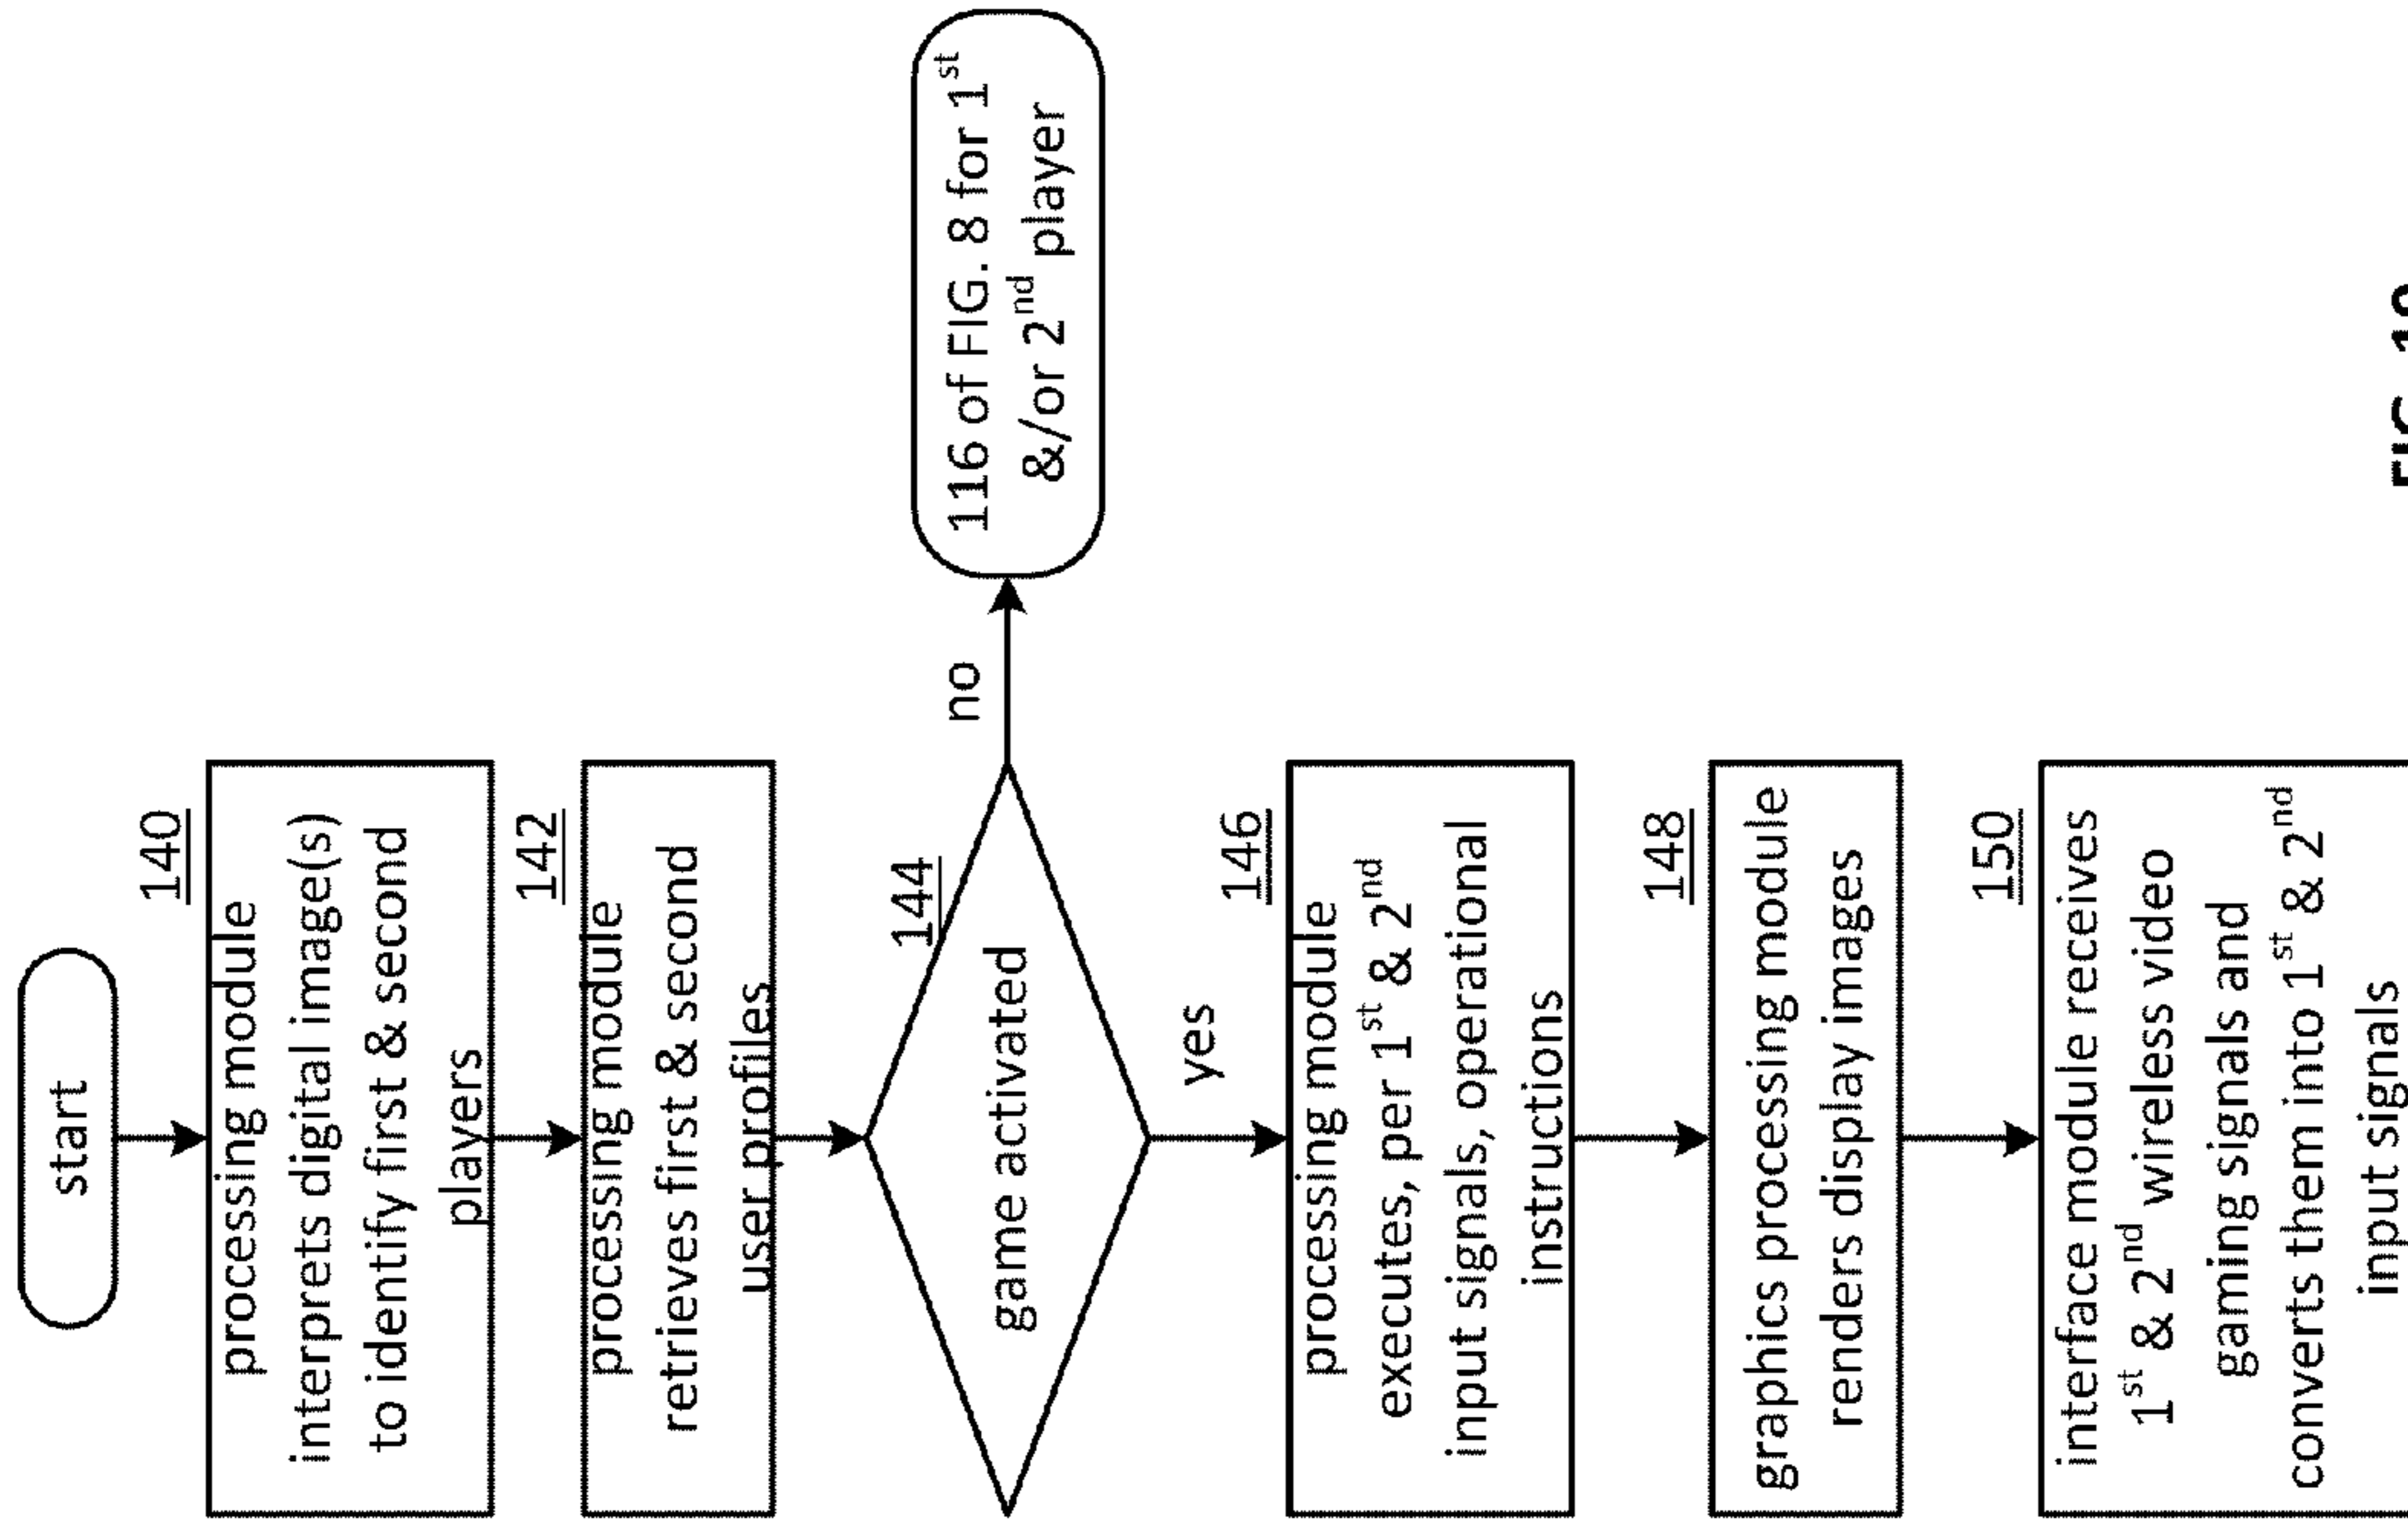 start
140
processing module
interprets digital image(s)
to identify first & second
players
142
processing module
retrieves first & second
user profiles
144
game activated
no
116 of FIG. 8 for 1st
&/or 2nd player
yes
146
processing module
executes, per 1st & 2nd
input signals, operational
instructions
148
graphics processing module
renders display images
150
interface module receives
1st & 2nd wireless video
gaming signals and
converts them into 1st & 2nd
input signals
FIG. 10